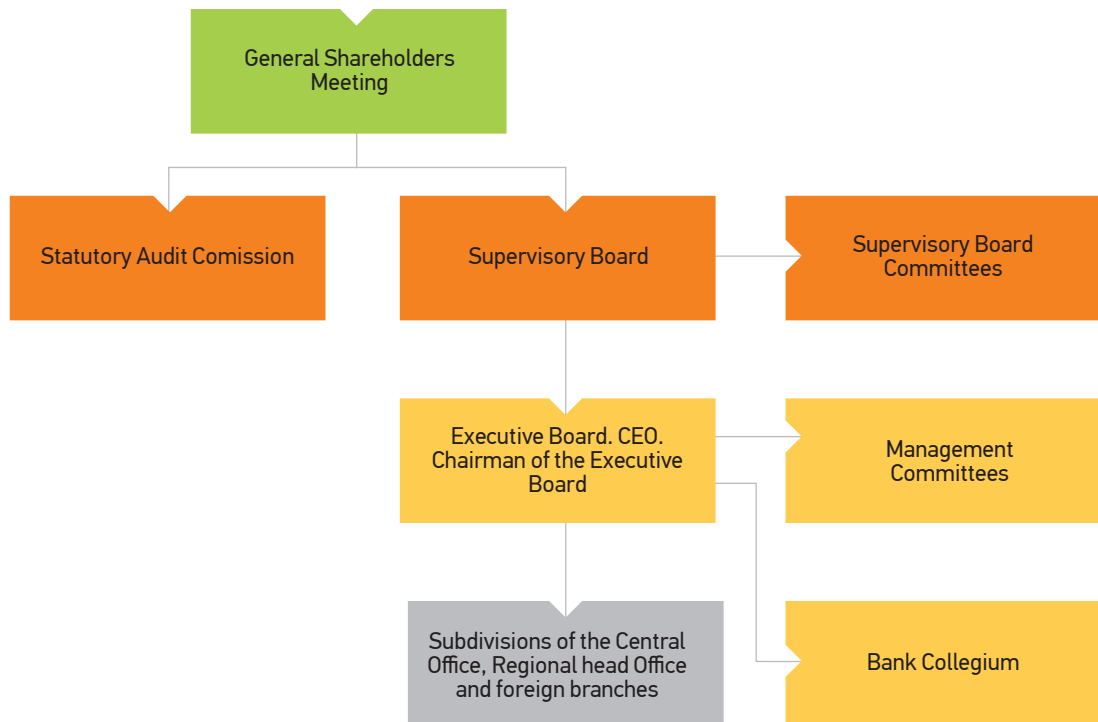 General Shareholders
Meeting
Statutory Audit Comission
Supervisory Board
Supervisory Board
Committees
Executive Board. CEO.
Chairman of the Executive
Board
Management
Committees
Subdivisions of the Central
Office, Regional head Office
and foreign branches
Bank Collegium